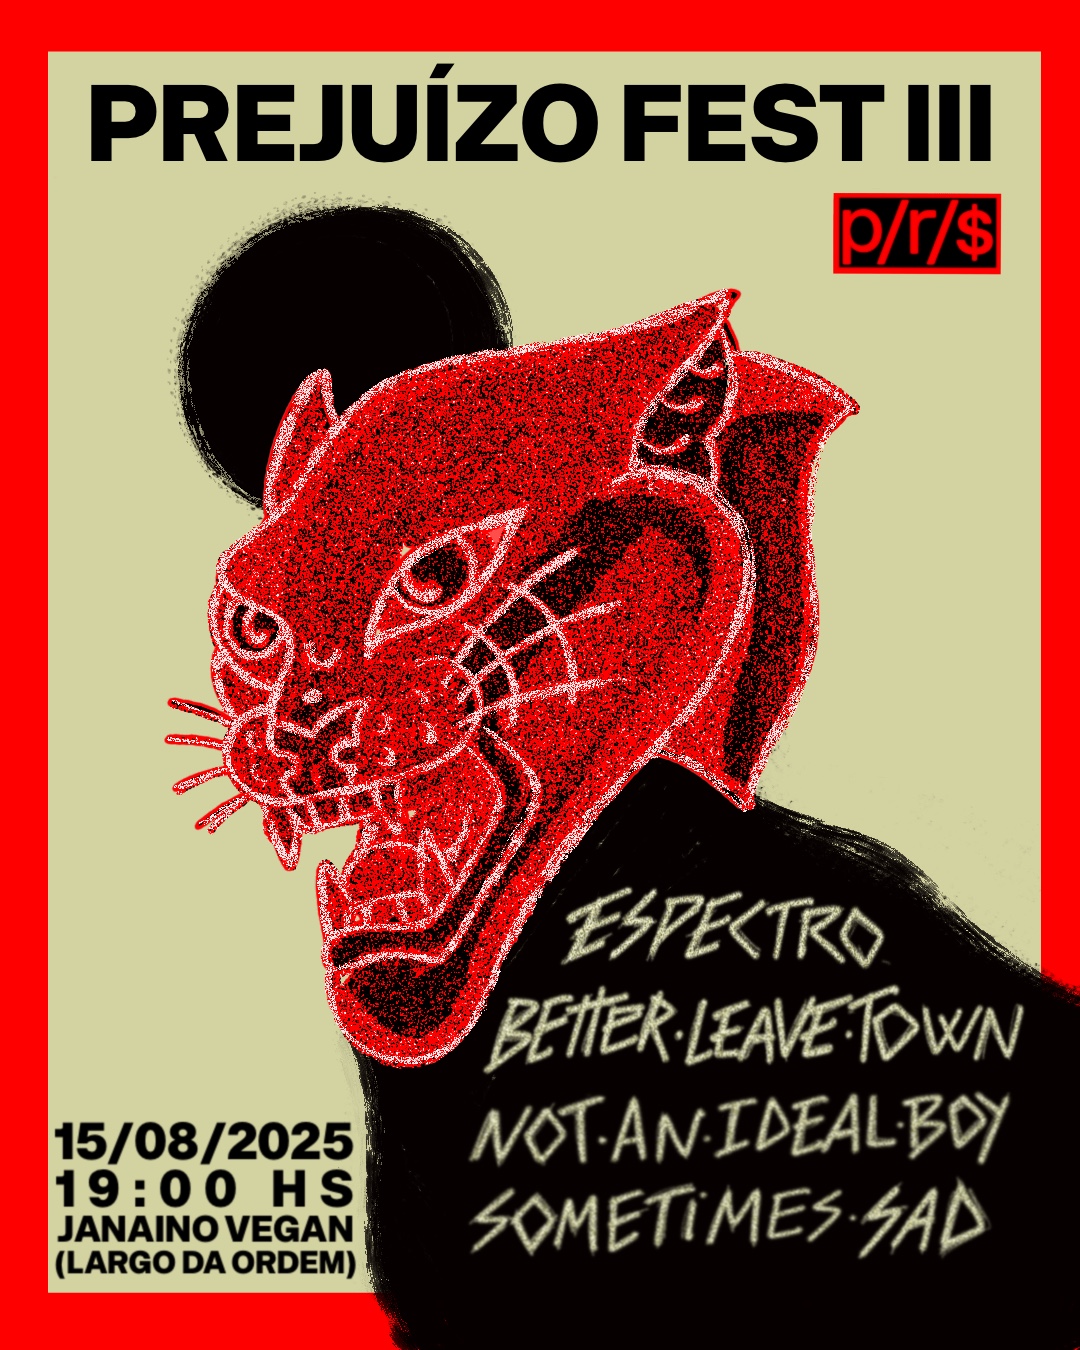 PREJUÍZO FEST III
p/r/$
ESPECTRO
BETTER·LEAVE·TOWN
NOT·AN·IDEAL·BOY
SOMETiMES·SAD
15/08/2025
19:00 HS
JANAINO VEGAN
(LARGO DA ORDEM)